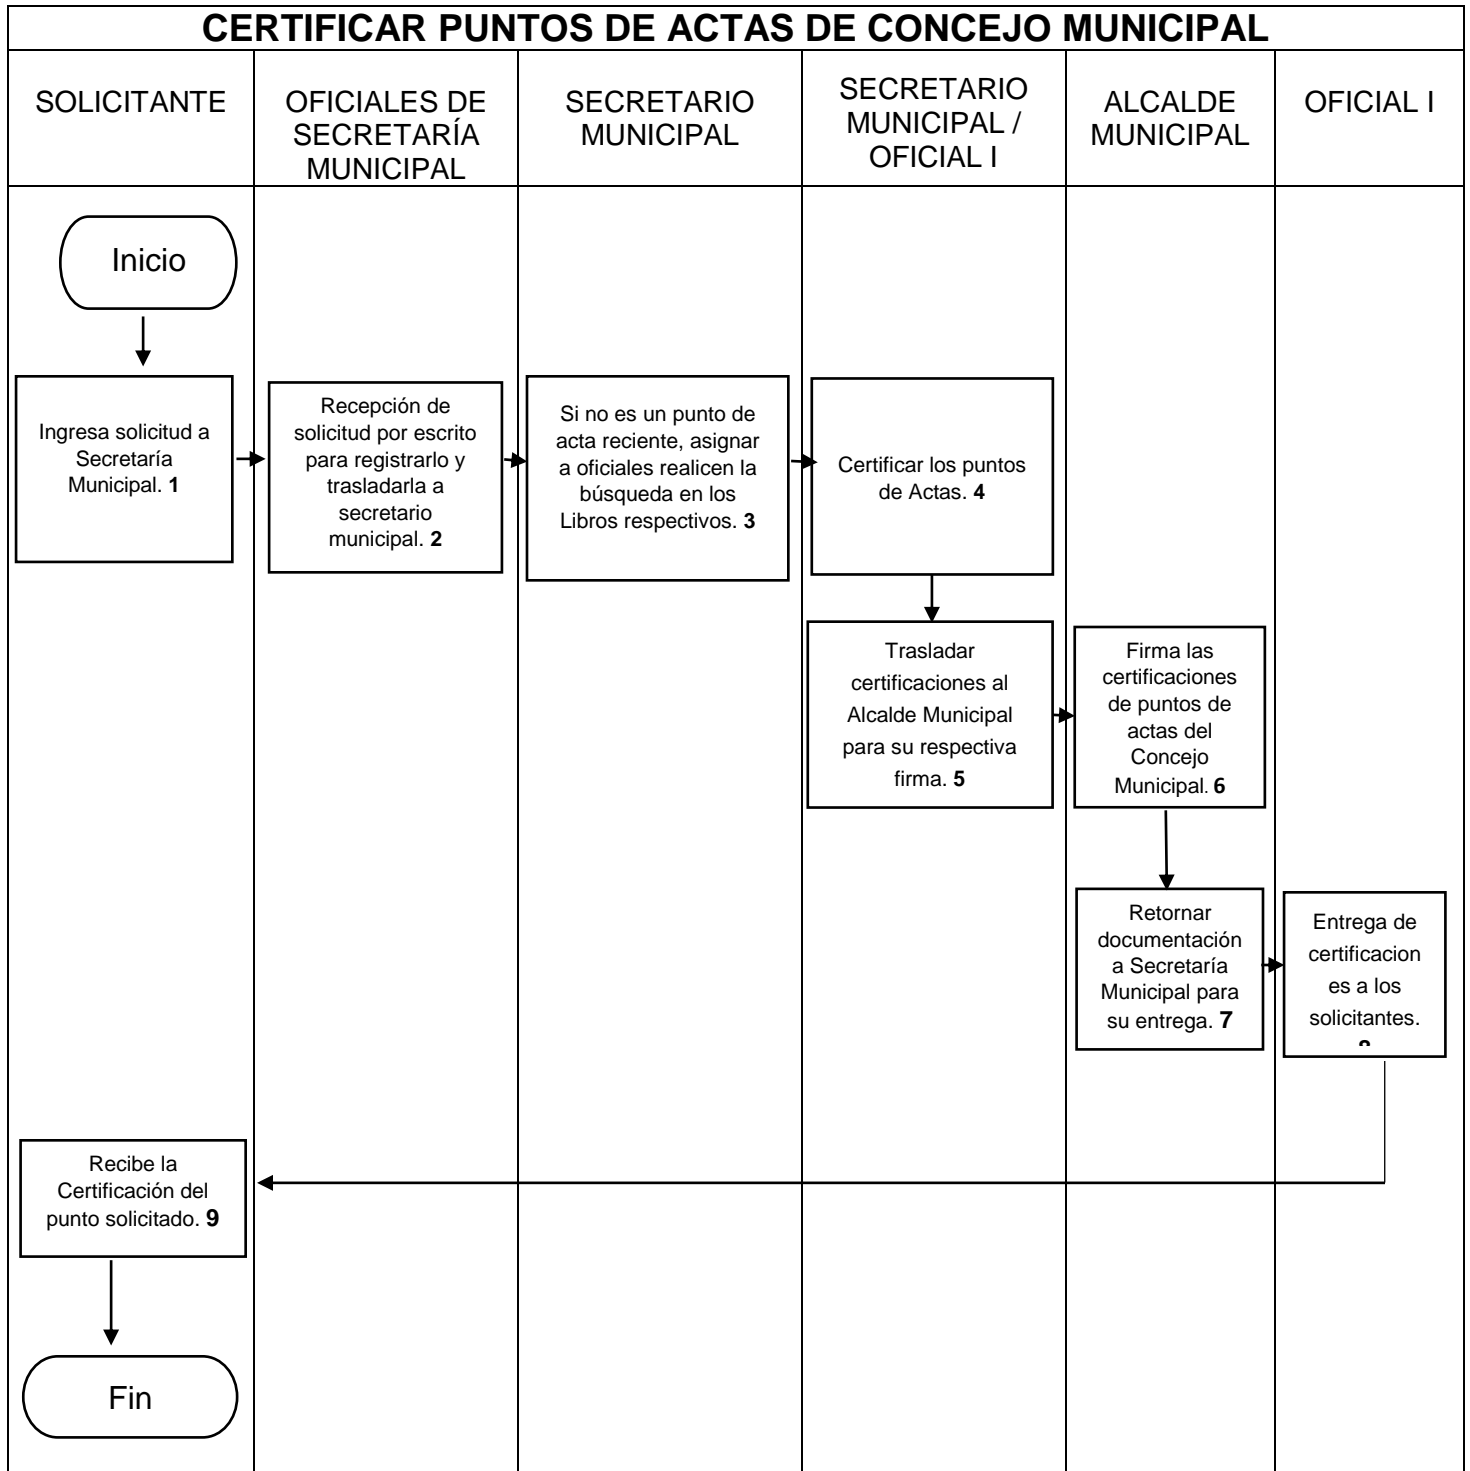 CERTIFICAR PUNTOS DE ACTAS DE CONCEJO MUNICIPAL
SOLICITANTE
OFICIALES DE
SECRETARÍA
MUNICIPAL
SECRETARIO
MUNICIPAL
SECRETARIO
MUNICIPAL /
OFICIAL I
ALCALDE
MUNICIPAL
OFICIAL I
Inicio
Ingresa solicitud a
Secretaría
Municipal. 1
Recepción de
solicitud por escrito
para registrarlo y
trasladarla a
secretario
municipal. 2
Si no es un punto de
acta reciente, asignar
a oficiales realicen la
búsqueda en los
Libros respectivos. 3
Certificar los puntos
de Actas. 4
Trasladar
certificaciones al
Alcalde Municipal
para su respectiva
firma. 5
Firma las
certificaciones
de puntos de
actas del
Concejo
Municipal. 6
Retornar
documentación
a Secretaría
Municipal para
su entrega. 7
Entrega de
certificacion
es a los
solicitantes.
Recibe la
Certificación del
punto solicitado. 9
Fin